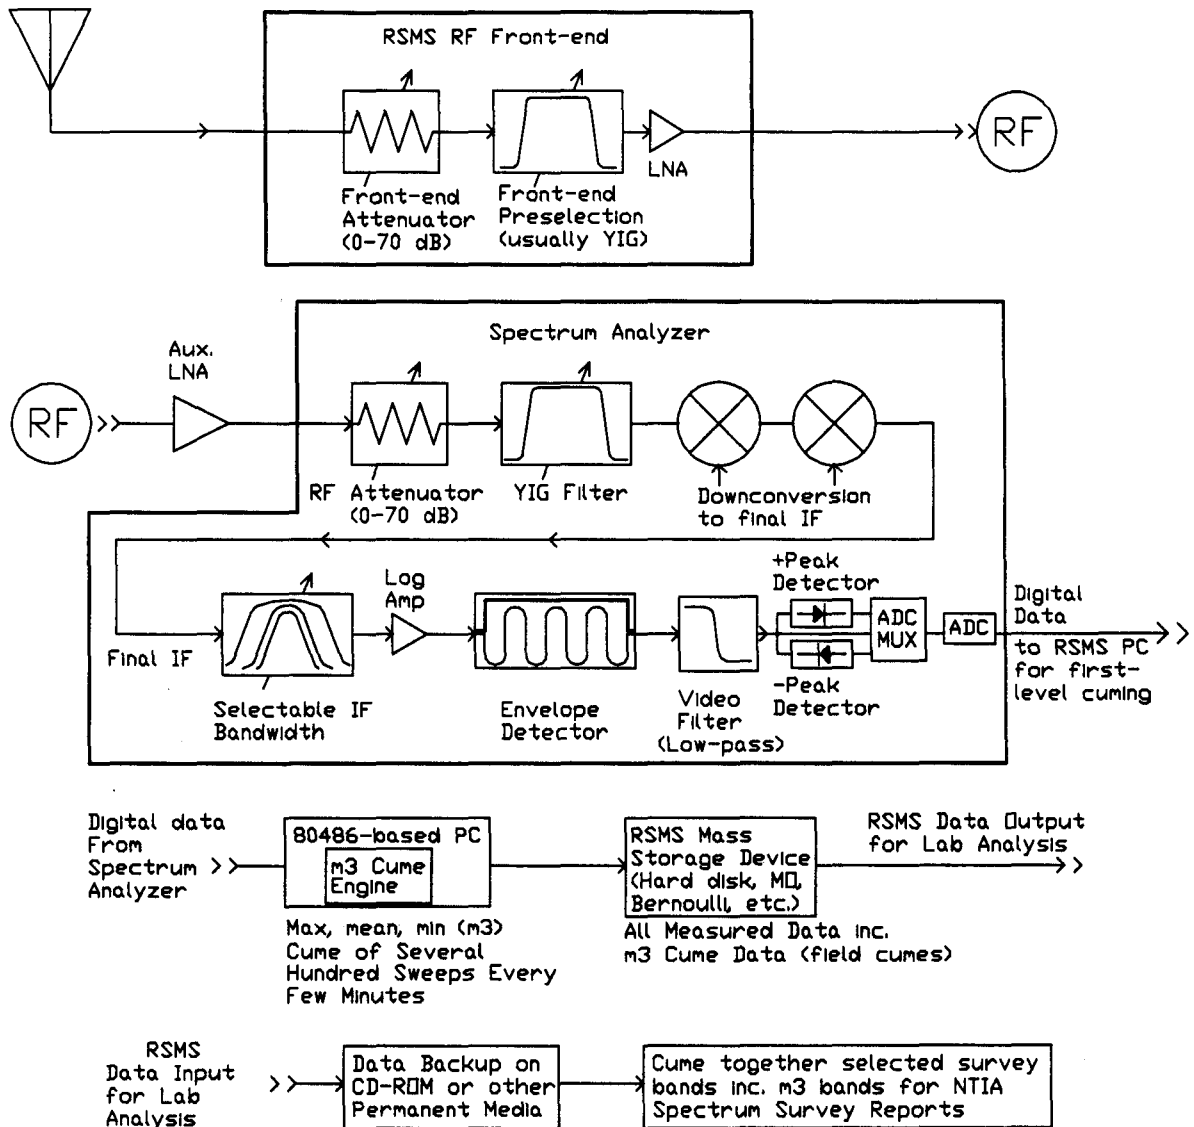 RSMS RF Front-end
Front-end
Attenuator
(0-70 dB)
Front-end
Preselection
(usually YIG)
LNA
RF
Spectrum Analyzer
Aux.
LNA
RF
RF Attenuator
(0-70 dB)
YIG Filter
Downconversion
to final IF
Final IF
Selectable IF
Bandwidth
Log
Amp
Envelope
Detector
Video
Filter
(Low-pass)
+Peak
Detector
-Peak
Detector
ADC
MUX
ADC
Digital
Data
to RSMS PC
for first-
level cuming
Digital data
From
Spectrum
Analyzer
80486-based PC
m3 Cume
Engine
Max, mean, min (m3)
Cume of Several
Hundred Sweeps Every
Few Minutes
RSMS Mass
Storage Device
(Hard disk, MO,
Bernoulli, etc.)
All Measured Data inc.
m3 Cume Data (field cumes)
RSMS Data Output
for Lab Analysis
RSMS
Data Input
for Lab
Analysis
Data Backup on
CD-ROM or other
Permanent Media
Cume together selected survey
bands inc. m3 bands for NTIA
Spectrum Survey Reports